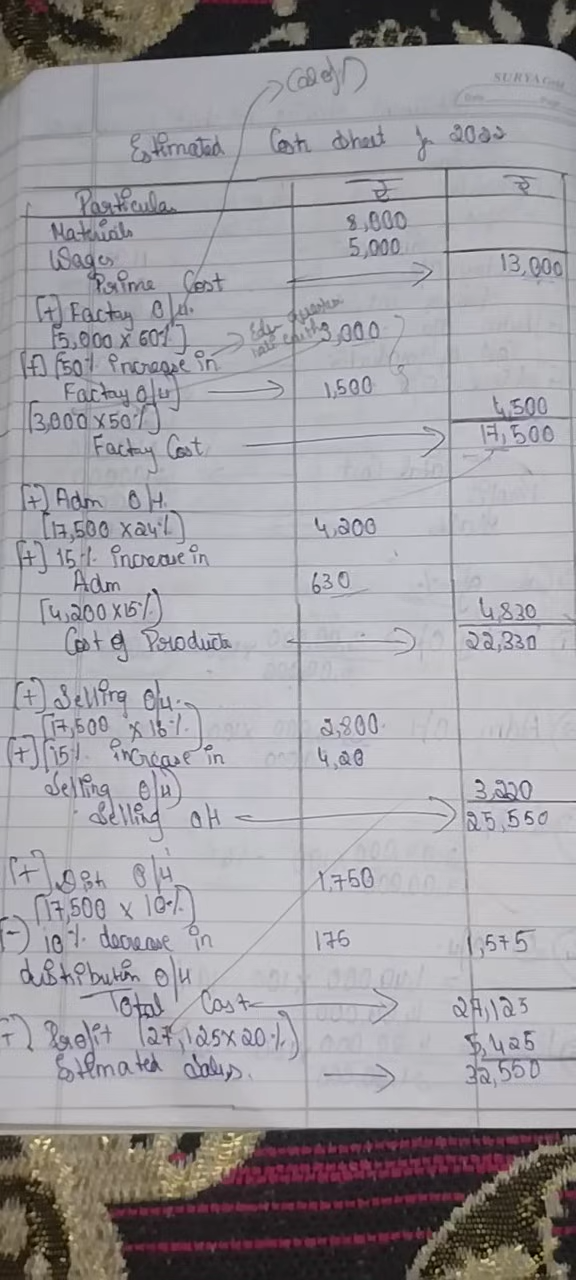 SURYA
Estimated Cost sheet for 2022
Particular ₹ ₹
Materials 8,000
Wages 5,000
Prime Cost 13,000
[+] Factory O/H.
[5,000 x 60%] 3,000
[+] [50% increase in
Factory O/H] 1,500
[3,000 x 50%] 4,500
Factory Cost 17,500
[+] Adm O/H.
[17,500 x 24%] 4,200
[+] 15% increase in
Adm 630
[4,200 x 15%] 4,830
Cost of Product 22,330
[+] Selling O/H.
[17,500 x 16%] 2,800
[+] [15% increase in 4,20
Selling O/H] 3,220
Selling OH 25,550
[+] Dist O/H 1,750
[17,500 x 10%]
(-) 10% decrease in 175 1,575
distribution O/H
Total Cost 27,125
Profit [27,125 x 20%] 5,425
Estimated Sales. 32,550